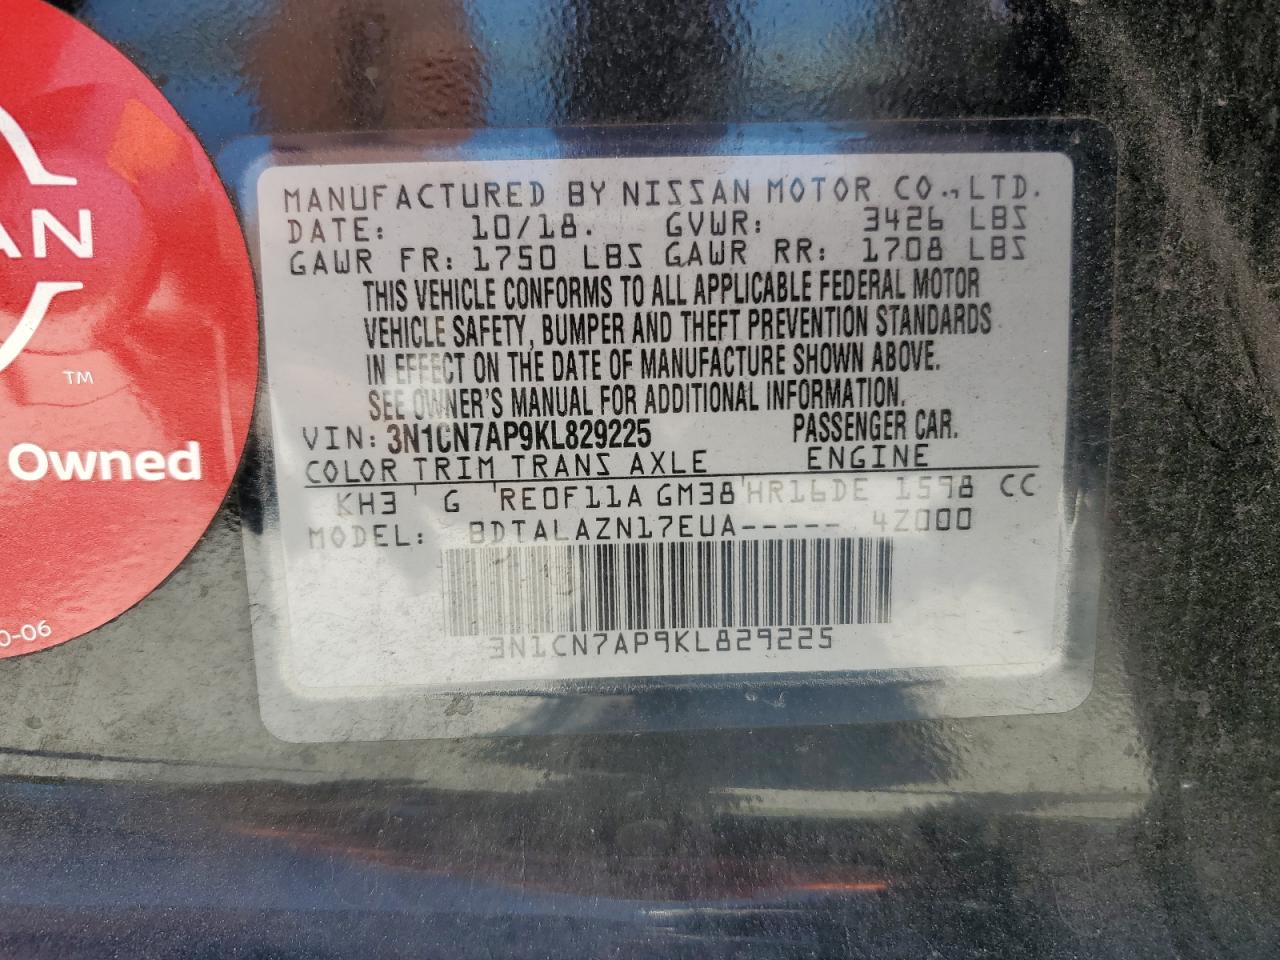 MANUFACTURED BY NISSAN MOTOR CO.,LTD.
DATE: 10/18. GVWR: 3426 LBS
GAWR FR: 1750 LBS GAWR RR: 1708 LBS
THIS VEHICLE CONFORMS TO ALL APPLICABLE FEDERAL MOTOR
VEHICLE SAFETY, BUMPER AND THEFT PREVENTION STANDARDS
IN EFFECT ON THE DATE OF MANUFACTURE SHOWN ABOVE.
SEE OWNER'S MANUAL FOR ADDITIONAL INFORMATION.
VIN: 3N1CN7AP9KL829225 PASSENGER CAR.
COLOR TRIM TRANS AXLE ENGINE
KH3 G RE0F11A GM38 HR16DE 1598 CC
MODEL: BDTALAZN17EUA----- 4Z000
3N1CN7AP9KL829225
AN
TM
Owned
0-06